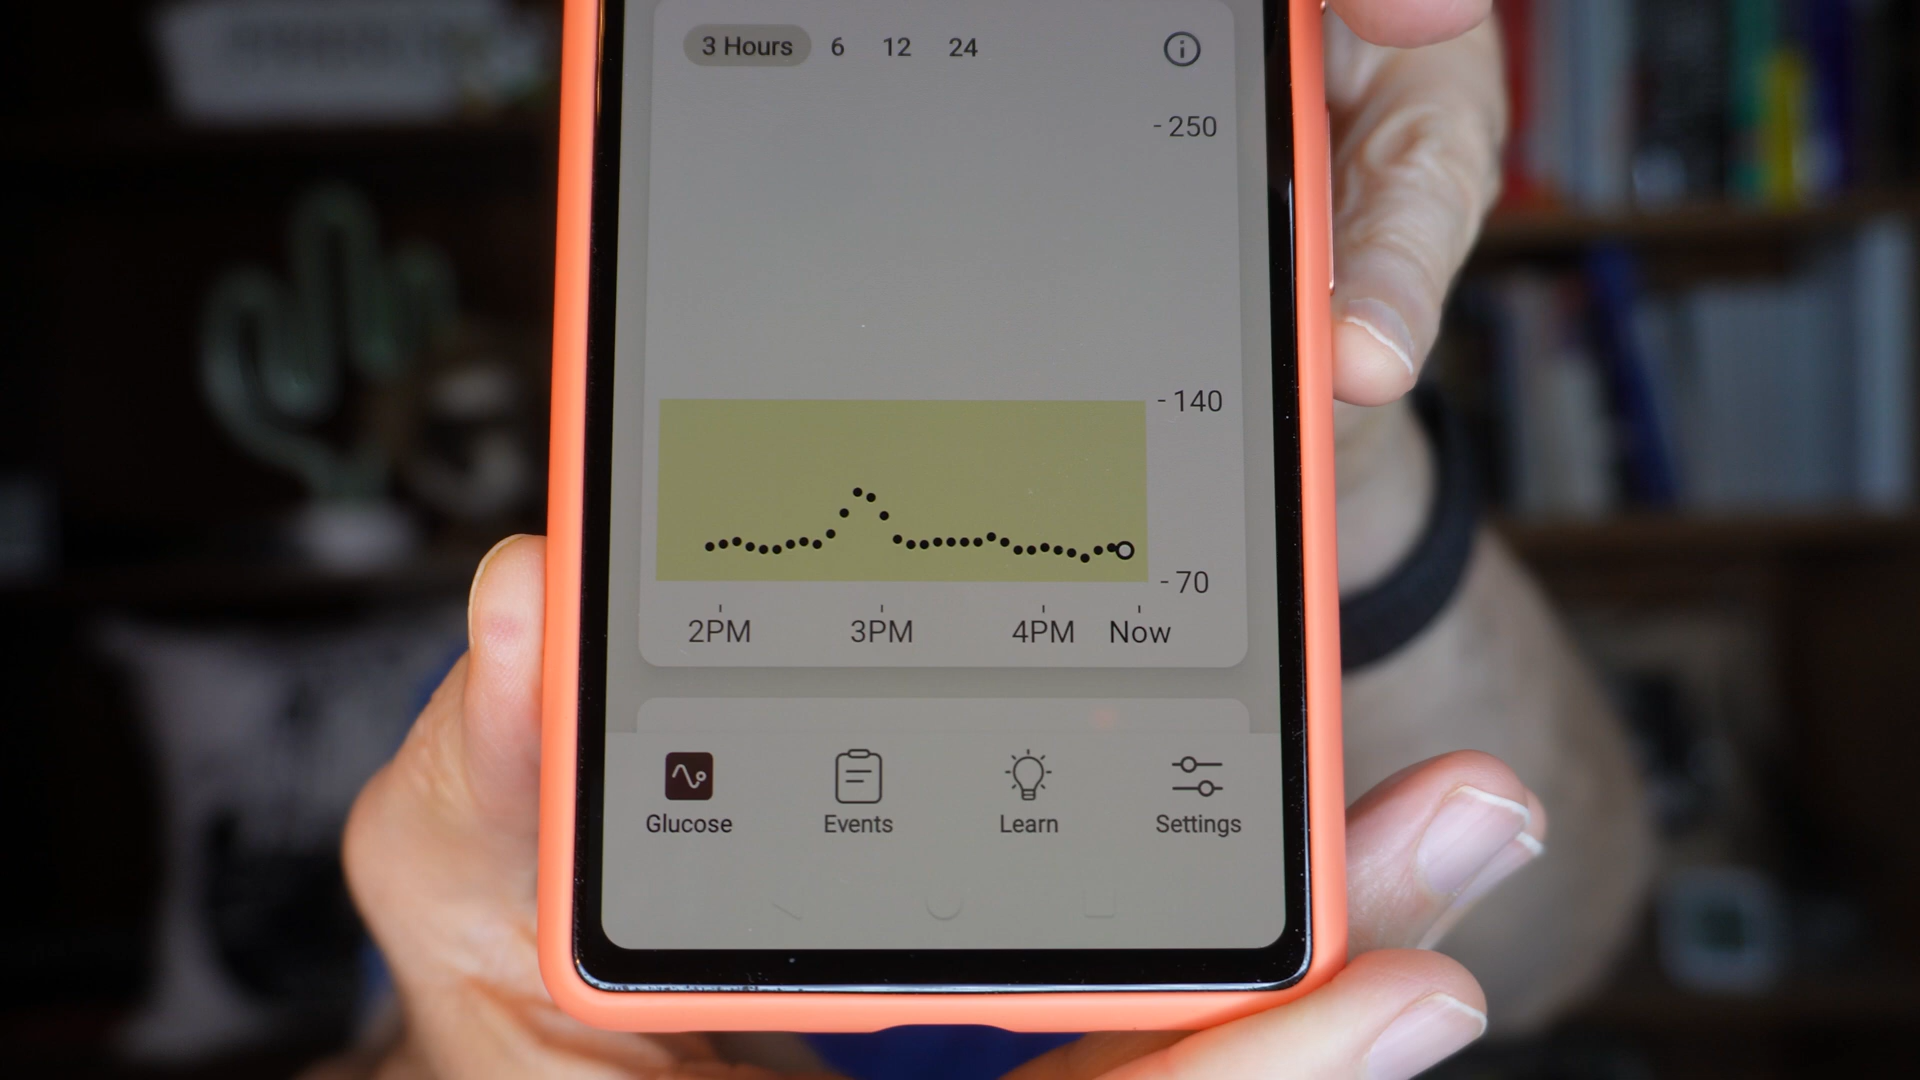 3 Hours 6 12 24
- 250
- 140
- 70
2PM 3PM 4PM Now
Glucose Events Learn Settings